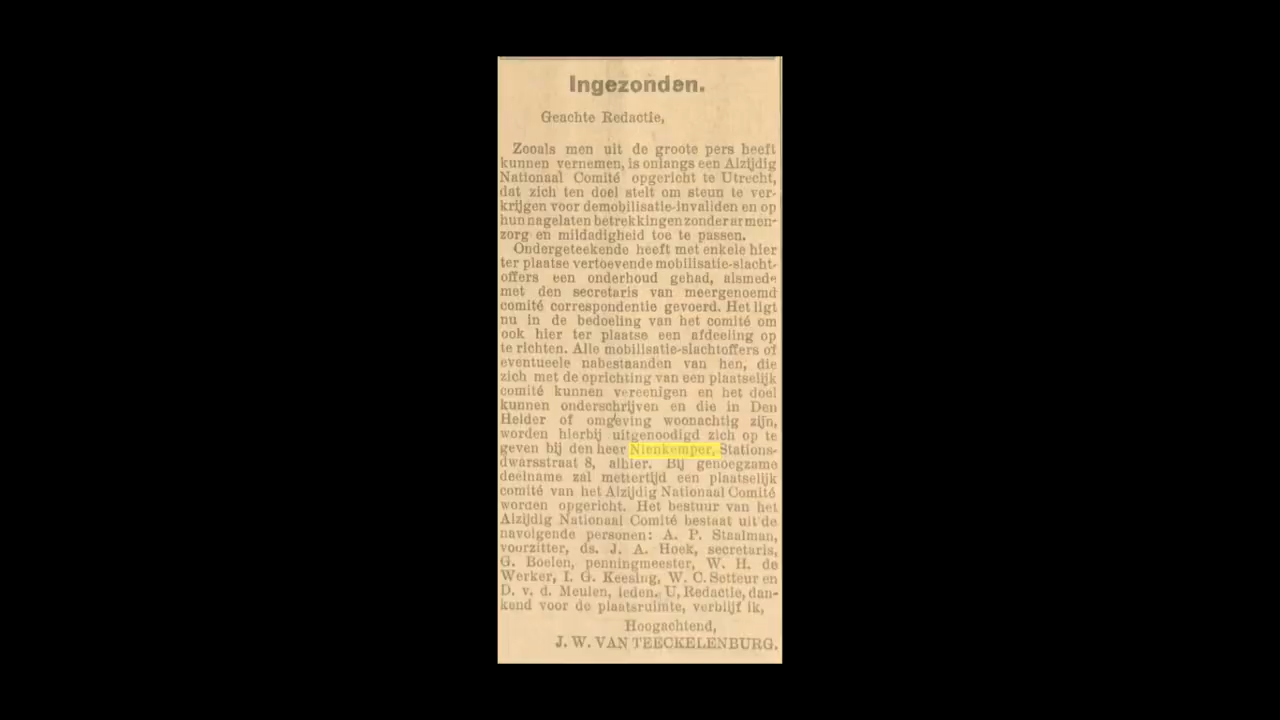 Ingezonden.
Geachte Redactie,
Zooals men uit de groote pers heeft
kunnen vernemen, is onlangs een Alzijdig
Nationaal Comité opgericht te Utrecht,
dat zich ten doel stelt om steun te ver-
krijgen voor demobilisatie-invaliden en op
hun nagelaten betrekkingen zonder armen-
zorg en mildadigheid toe te passen.
Ondergeteekende heeft met enkele hier
ter plaatse vertoevende mobilisatie-slacht-
offers een onderhoud gehad, alsmede
met den secretaris van meergenoemd
comité correspondentie gevoerd. Het ligt
nu in de bedoeling van het comité om
ook hier ter plaatse een afdeeling op
te richten. Alle mobilisatie-slachtoffers of
eventueele nabestaanden van hen, die
zich met de oprichting van een plaatselijk
comité kunnen vereenigen en het doel
kunnen onderschrijven en die in Den
Helder of omgeving woonachtig zijn,
worden hierbij uitgenoodigd zich op te
geven bij den heer Nienkemper, Stations-
dwarsstraat 8, alhier. Bij genoegzame
deelname zal mettertijd een plaatselijk
comité van het Alzijdig Nationaal Comité
worden opgericht. Het bestuur van het
Alzijdig Nationaal Comité bestaat uit de
navolgende personen: A. P. Staalman,
voorzitter, ds. J. A. Hoek, secretaris,
G. Boelen, penningmeester, W. H. de
Werker, I. G. Keesing, W. C. Setteur en
D. v. d. Meulen, leden. U, Redactie, dan-
kend voor de plaatsruimte, verblijf ik,
Hoogachtend,
J. W. VAN TEECKELENBURG.